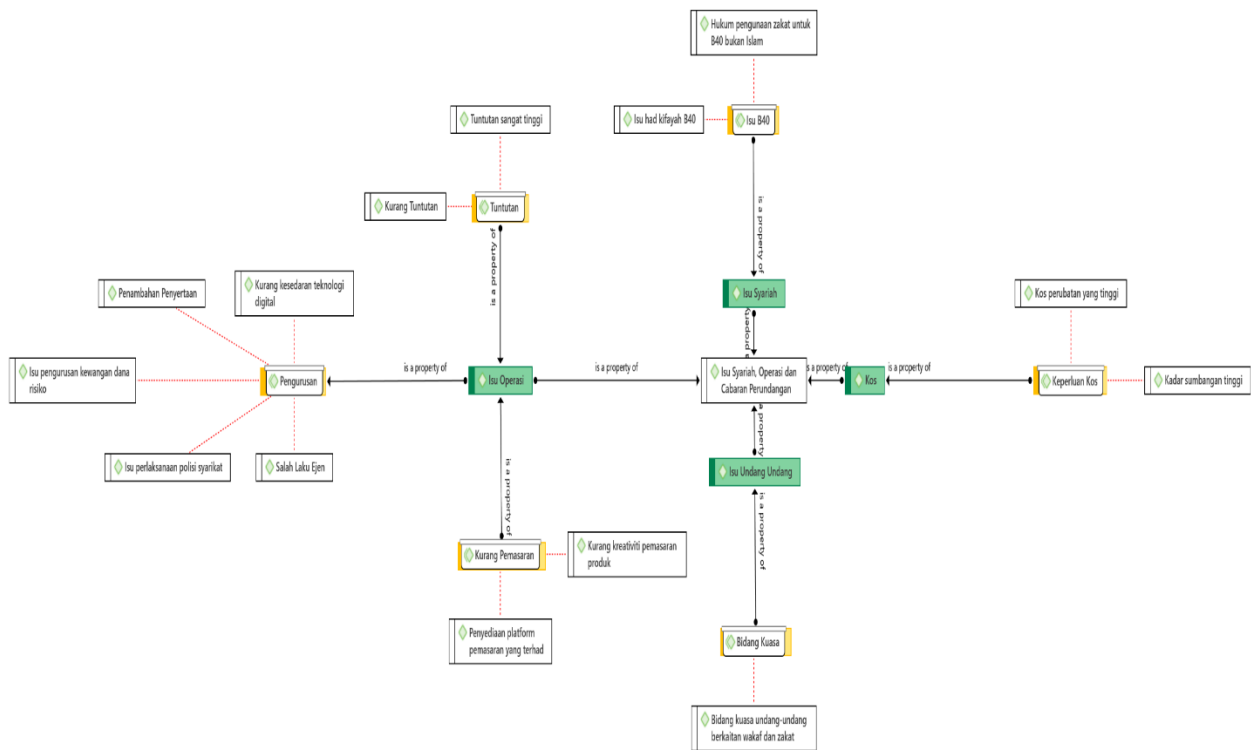 Hukum pengunaan zakat untuk
B40 bukan Islam
Isu had kifayah B40
Isu B40
is a property of
Tuntutan sangat tinggi
Kurang Tuntutan
Tuntutan
is a property of
Isu Syariah
a property
Penambahan Penyertaan
Kurang kesedaran teknologi
digital
Kos perubatan yang tinggi
Isu pengurusan kewangan dana
risiko
Pengurusan
is a property of
Isu Operasi
is a property of
Isu Syariah, Operasi dan
Cabaran Perundangan
is a property of
Kos
is a property of
Keperluan Kos
Kadar sumbangan tinggi
a property
Isu perlaksanaan polisi syarikat
Salah Laku Ejen
Isu Undang Undang
is a property of
is a property of
Kurang Pemasaran
Kurang kreativiti pemasaran
produk
Penyediaan platform
pemasaran yang terhad
Bidang Kuasa
Bidang kuasa undang-undang
berkaitan wakaf dan zakat